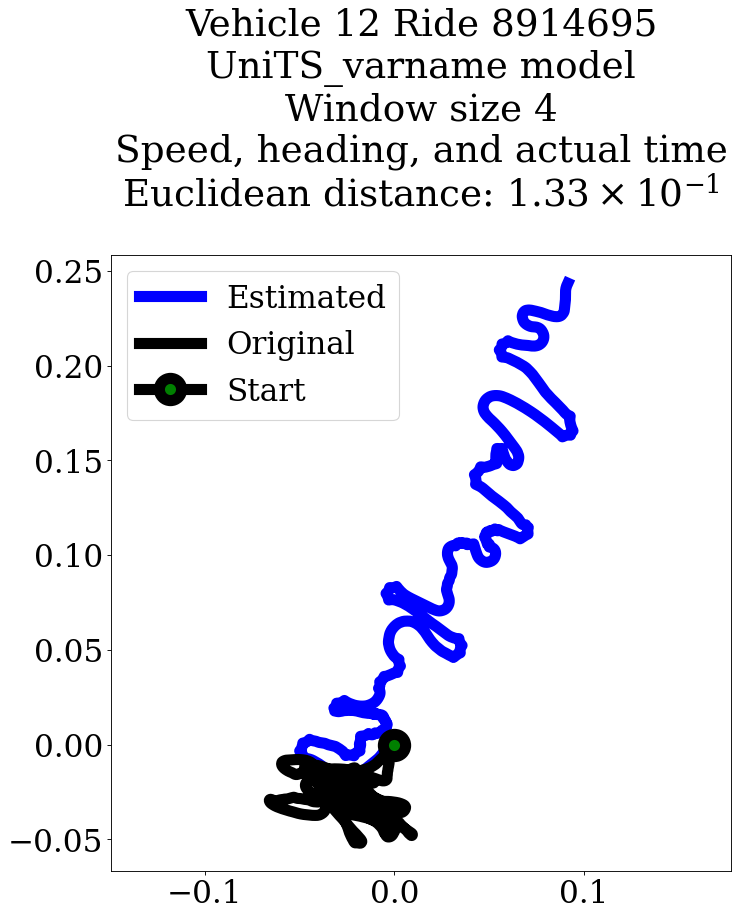 Vehicle 12 Ride 8914695
UniTS_varname model
Window size 4
Speed, heading, and actual time
Euclidean distance: 1.33 × 10⁻¹
Estimated
Original
Start
0.25
0.20
0.15
0.10
0.05
0.00
−0.05
−0.1
0.0
0.1